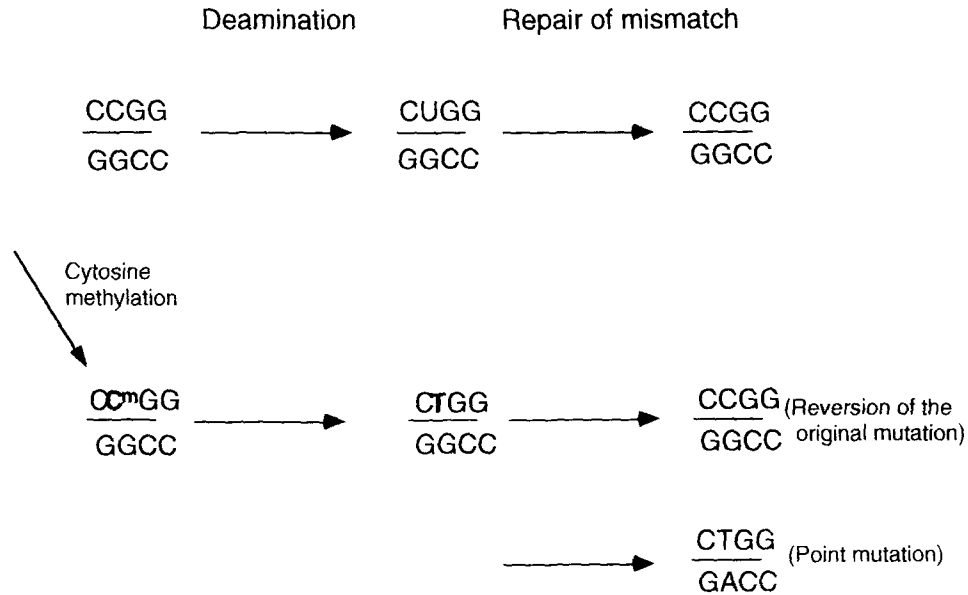 Deamination Repair of mismatch
CCGG CUGG CCGG
GGCC GGCC GGCC
Cytosine
methylation
CCᵐGG CTGG CCGG (Reversion of the
GGCC GGCC GGCC original mutation)
CTGG (Point mutation)
GACC